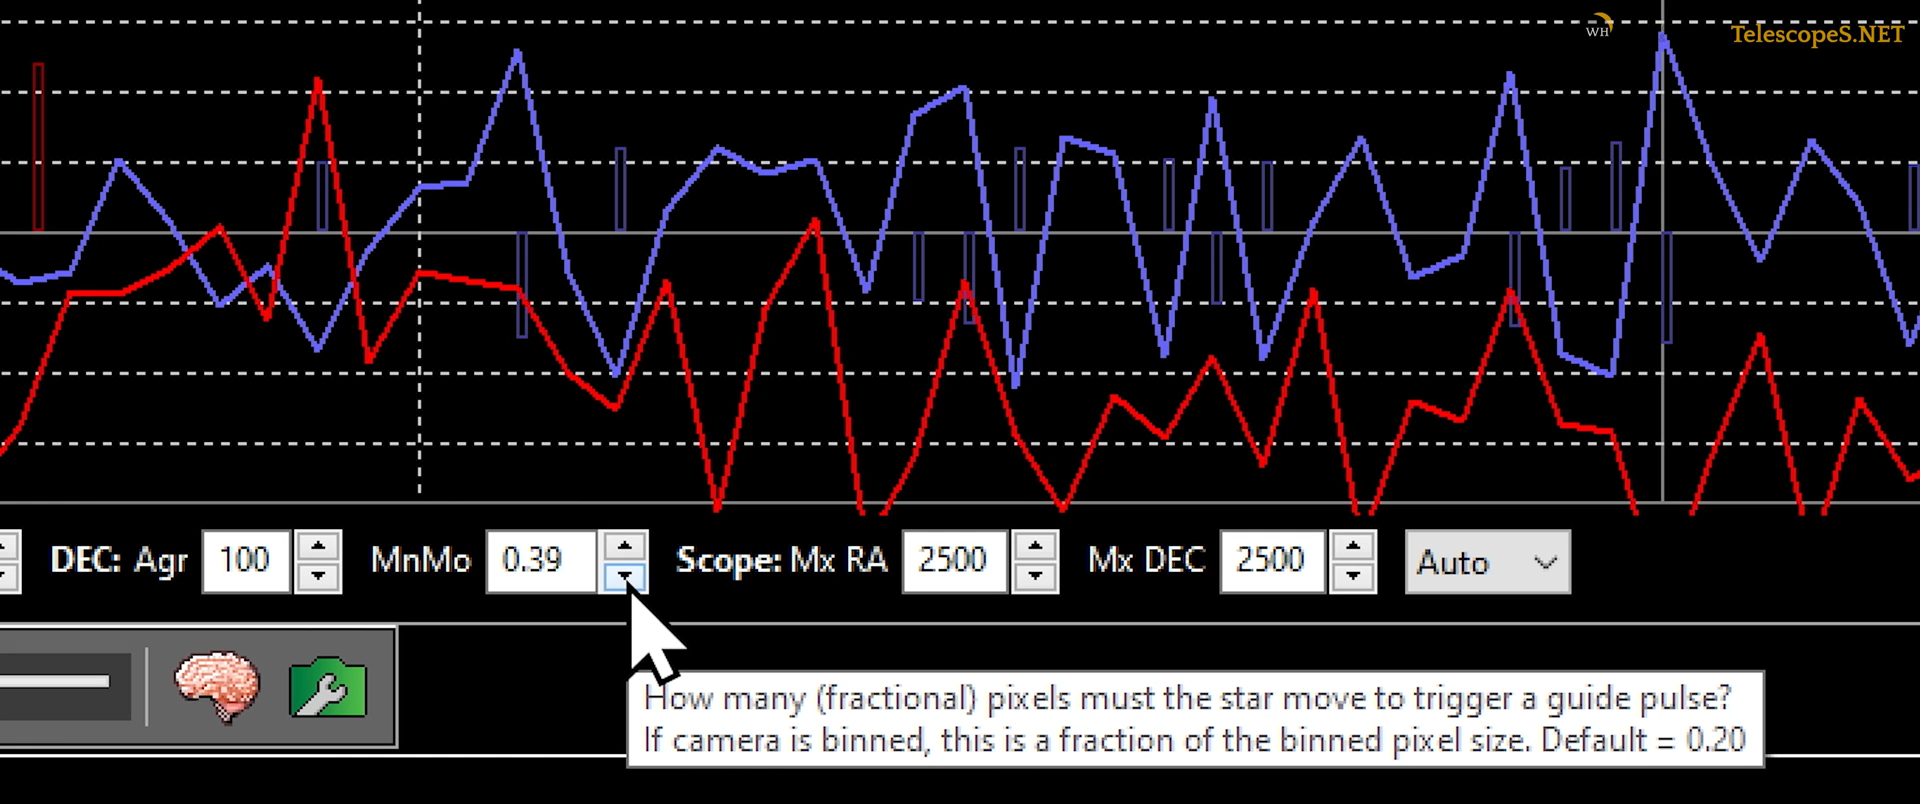 WH
TelescopeS.NET
DEC: Agr 100 MnMo 0.39 Scope: Mx RA 2500 Mx DEC 2500 Auto
How many (fractional) pixels must the star move to trigger a guide pulse?
If camera is binned, this is a fraction of the binned pixel size. Default = 0.20